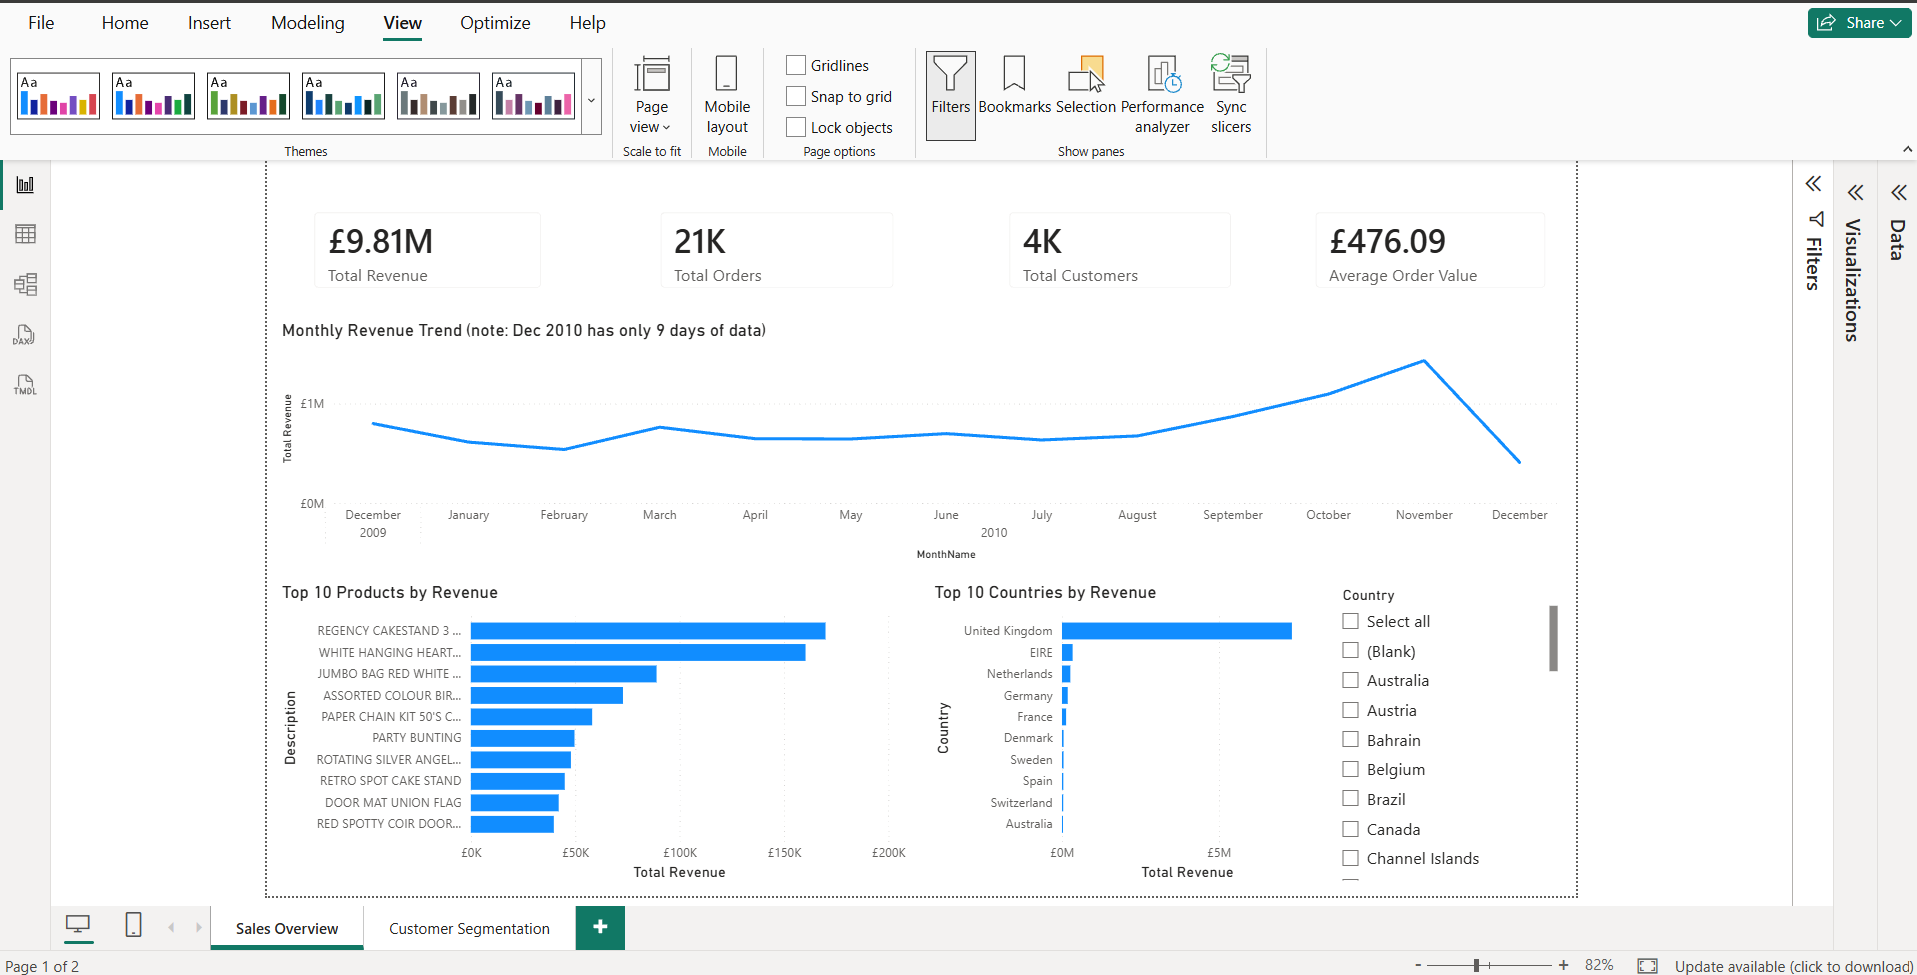 File Home Insert Modeling View Optimize Help
Share
Aa Aa Aa Aa Aa Aa
Page view
Mobile layout
Gridlines
Snap to grid
Lock objects
Filters Bookmarks Selection Performance analyzer Sync slicers
Themes Scale to fit Mobile Page options Show panes
DAX
TMDL
Filters
Visualizations
Data
£9.81M
Total Revenue
21K
Total Orders
4K
Total Customers
£476.09
Average Order Value
Monthly Revenue Trend (note: Dec 2010 has only 9 days of data)
Total Revenue
£1M
£0M
December January February March April May June July August September October November December
2009 2010
MonthName
Top 10 Products by Revenue
Description
REGENCY CAKESTAND 3 ...
WHITE HANGING HEART...
JUMBO BAG RED WHITE ...
ASSORTED COLOUR BIR...
PAPER CHAIN KIT 50'S C...
PARTY BUNTING
ROTATING SILVER ANGEL...
RETRO SPOT CAKE STAND
DOOR MAT UNION FLAG
RED SPOTTY COIR DOOR...
£0K £50K £100K £150K £200K
Total Revenue
Top 10 Countries by Revenue
Country
United Kingdom
EIRE
Netherlands
Germany
France
Denmark
Sweden
Spain
Switzerland
Australia
£0M £5M
Total Revenue
Country
Select all
(Blank)
Australia
Austria
Bahrain
Belgium
Brazil
Canada
Channel Islands
Sales Overview Customer Segmentation +
Page 1 of 2
- + 82% Update available (click to download)